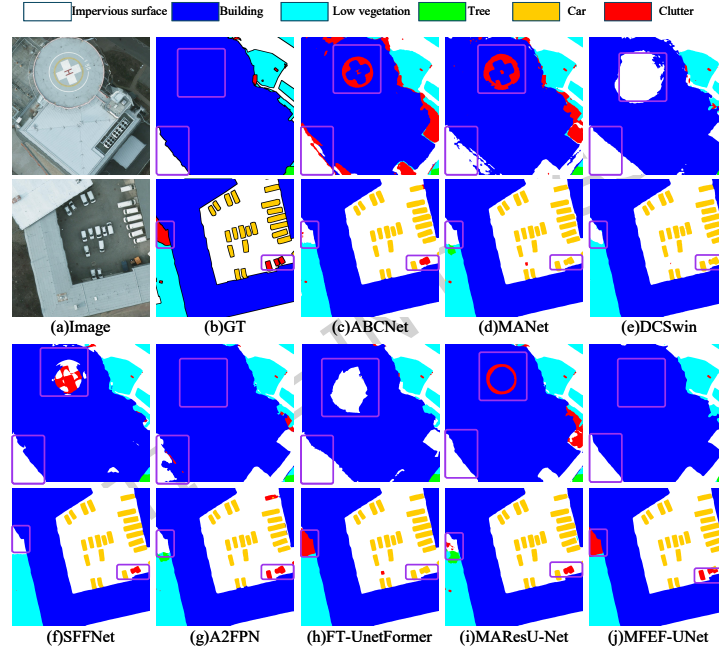 Impervious surface Building Low vegetation Tree Car Clutter
(a)Image (b)GT (c)ABCNet (d)MANet (e)DCSwin
(f)SFFNet (g)A2FPN (h)FT-UnetFormer (i)MAResU-Net (j)MFEF-UNet